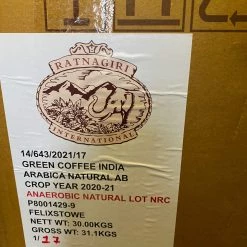 RATNAGIRI
INTERNATIONAL
14/643/2021/17
GREEN COFFEE INDIA
ARABICA NATURAL AB
CROP YEAR 2020-21
ANAEROBIC NATURAL LOT NRC
P8001429-9
FELIXSTOWE
NETT WT: 30.00KGS
GROSS WT: 31.1KGS
1/17